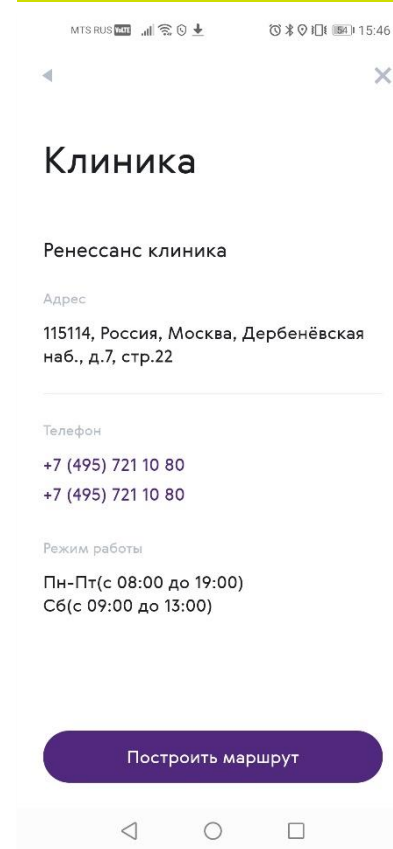 MTS RUS VoLTE 54 15:46
Клиника
Ренессанс клиника
Адрес
115114, Россия, Москва, Дербенёвская
наб., д.7, стр.22
Телефон
+7 (495) 721 10 80
+7 (495) 721 10 80
Режим работы
Пн-Пт(с 08:00 до 19:00)
Сб(с 09:00 до 13:00)
Построить маршрут